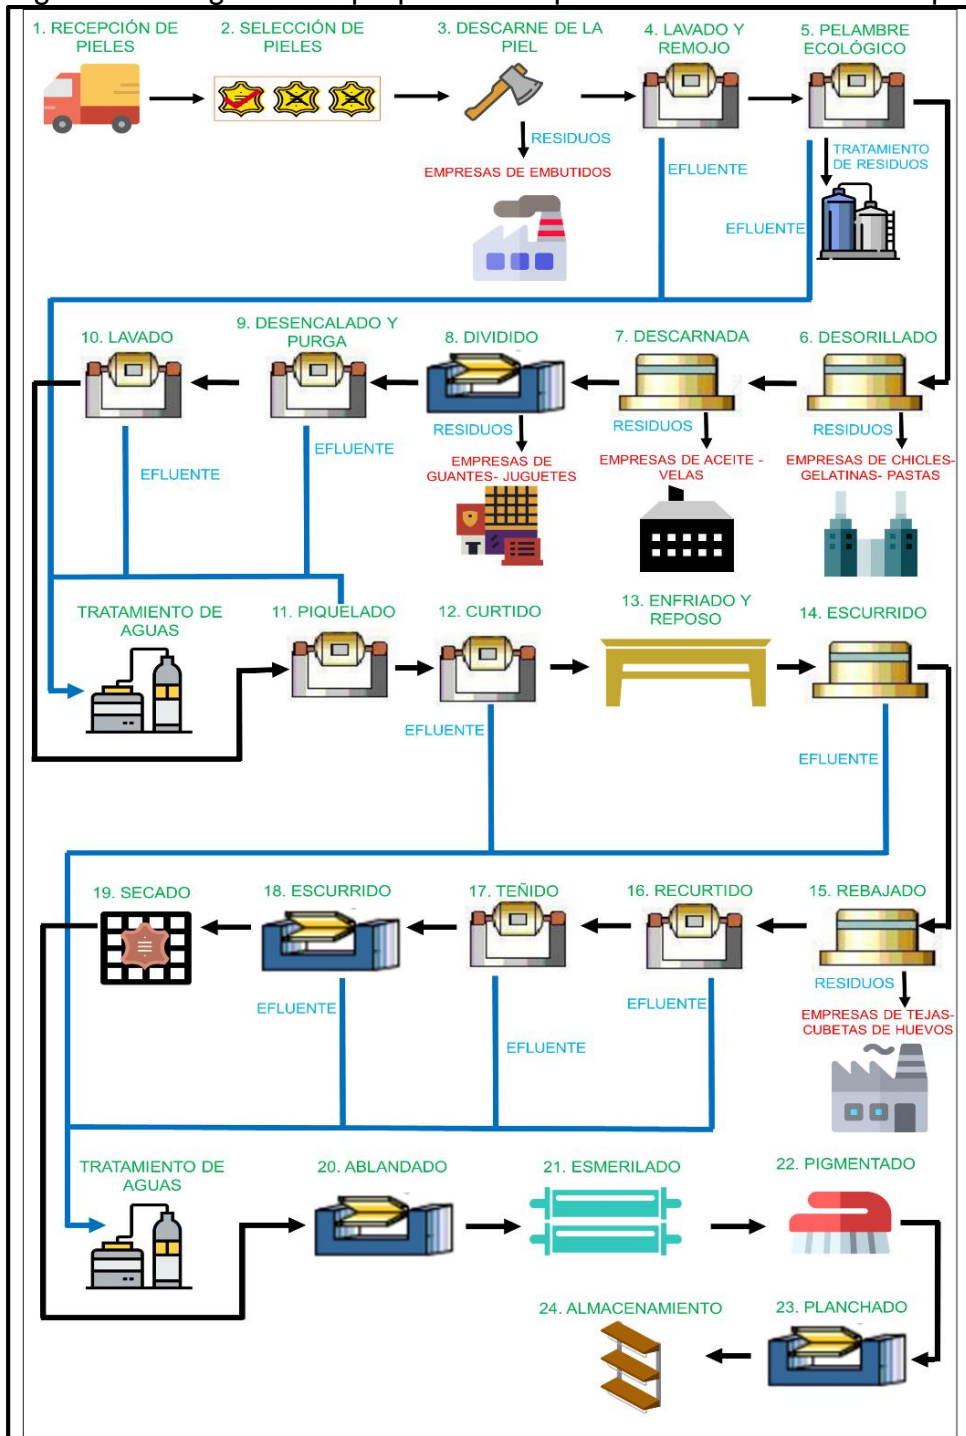 1. RECEPCIÓN DE
PIELES
2. SELECCIÓN DE
PIELES
3. DESCARNE DE LA
PIEL
4. LAVADO Y
REMOJO
5. PELAMBRE
ECOLÓGICO
RESIDUOS
EMPRESAS DE EMBUTIDOS
EFLUENTE
TRATAMIENTO
DE RESIDUOS
EFLUENTE
10. LAVADO
9. DESENCALADO Y
PURGA
8. DIVIDIDO
7. DESCARNADA
6. DESORILLADO
EFLUENTE
EFLUENTE
RESIDUOS
EMPRESAS DE
GUANTES- JUGUETES
RESIDUOS
EMPRESAS DE ACEITE -
VELAS
RESIDUOS
EMPRESAS DE CHICLES-
GELATINAS- PASTAS
TRATAMIENTO DE
AGUAS
11. PIQUELADO
12. CURTIDO
13. ENFRIADO Y
REPOSO
14. ESCURRIDO
EFLUENTE
EFLUENTE
19. SECADO
18. ESCURRIDO
17. TEÑIDO
16. RECURTIDO
15. REBAJADO
EFLUENTE
EFLUENTE
EFLUENTE
RESIDUOS
EMPRESAS DE TEJAS-
CUBETAS DE HUEVOS
TRATAMIENTO DE
AGUAS
20. ABLANDADO
21. ESMERILADO
22. PIGMENTADO
24. ALMACENAMIENTO
23. PLANCHADO